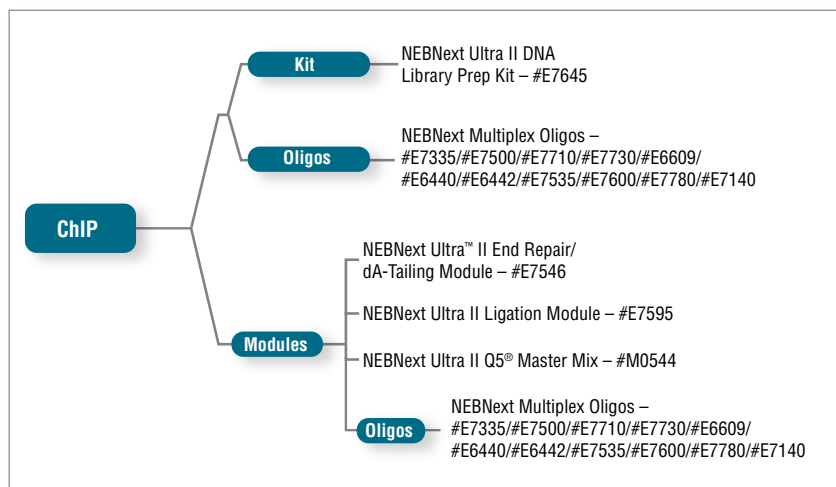 ChIP
Kit
NEBNext Ultra II DNA
Library Prep Kit – #E7645
Oligos
NEBNext Multiplex Oligos –
#E7335/#E7500/#E7710/#E7730/#E6609/
#E6440/#E6442/#E7535/#E7600/#E7780/#E7140
Modules
NEBNext Ultra™ II End Repair/
dA-Tailing Module – #E7546
NEBNext Ultra II Ligation Module – #E7595
NEBNext Ultra II Q5® Master Mix – #M0544
Oligos
NEBNext Multiplex Oligos –
#E7335/#E7500/#E7710/#E7730/#E6609/
#E6440/#E6442/#E7535/#E7600/#E7780/#E7140